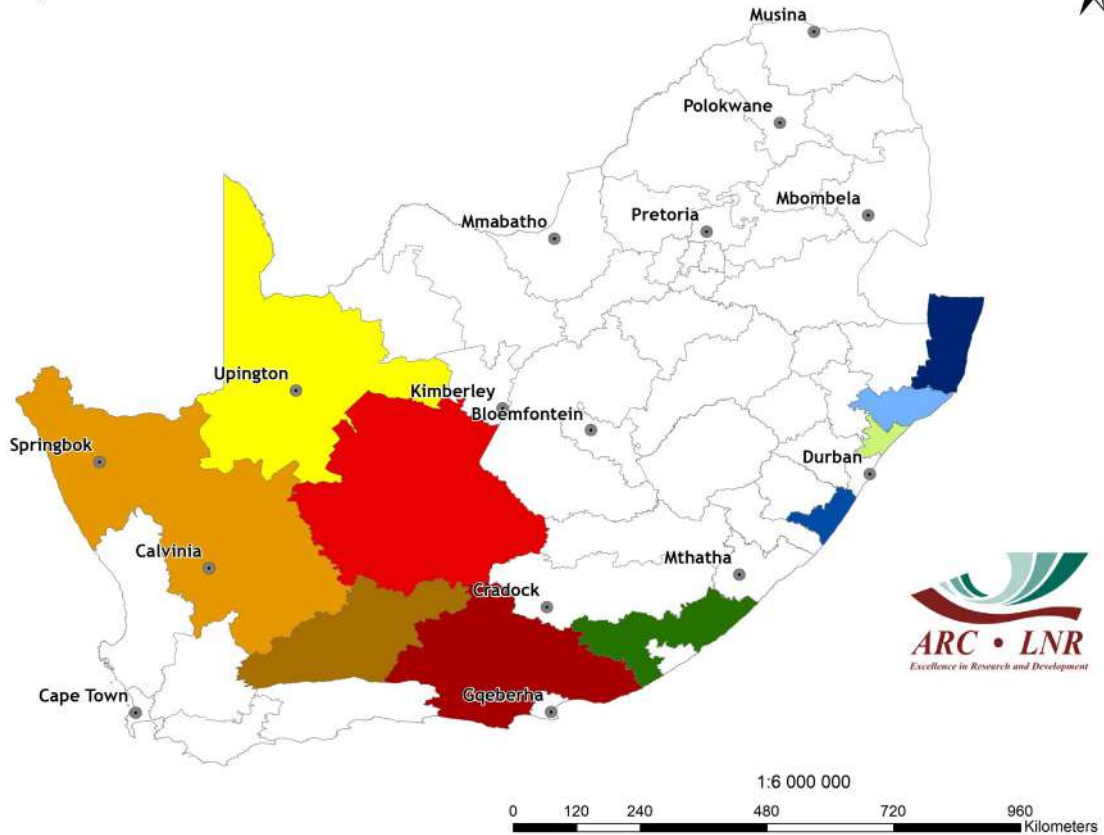 Musina
Polokwane
Mbombela
Pretoria
Mmabatho
Upington
Kimberley
Bloemfontein
Springbok
Durban
Calvinia
Mthatha
Cradock
Cape Town
Gqeberha
ARC • LNR
Excellence in Research and Development
1:6 000 000
0 120 240 480 720 960
Kilometers